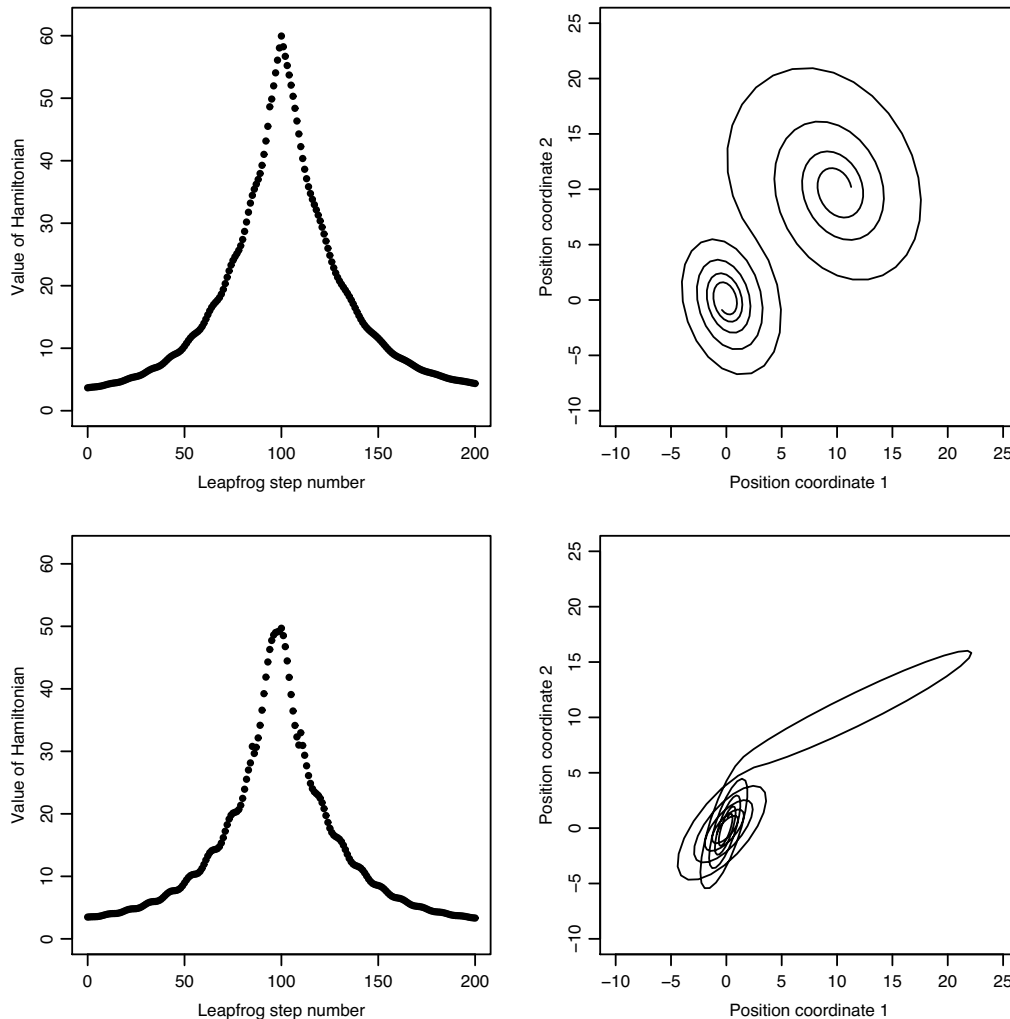 Value of Hamiltonian
60
50
40
30
20
10
0
0 50 100 150 200
Leapfrog step number
Position coordinate 2
25
20
15
10
5
0
−5
−10
−10 −5 0 5 10 15 20 25
Position coordinate 1
Value of Hamiltonian
60
50
40
30
20
10
0
0 50 100 150 200
Leapfrog step number
Position coordinate 2
25
20
15
10
5
0
−5
−10
−10 −5 0 5 10 15 20 25
Position coordinate 1